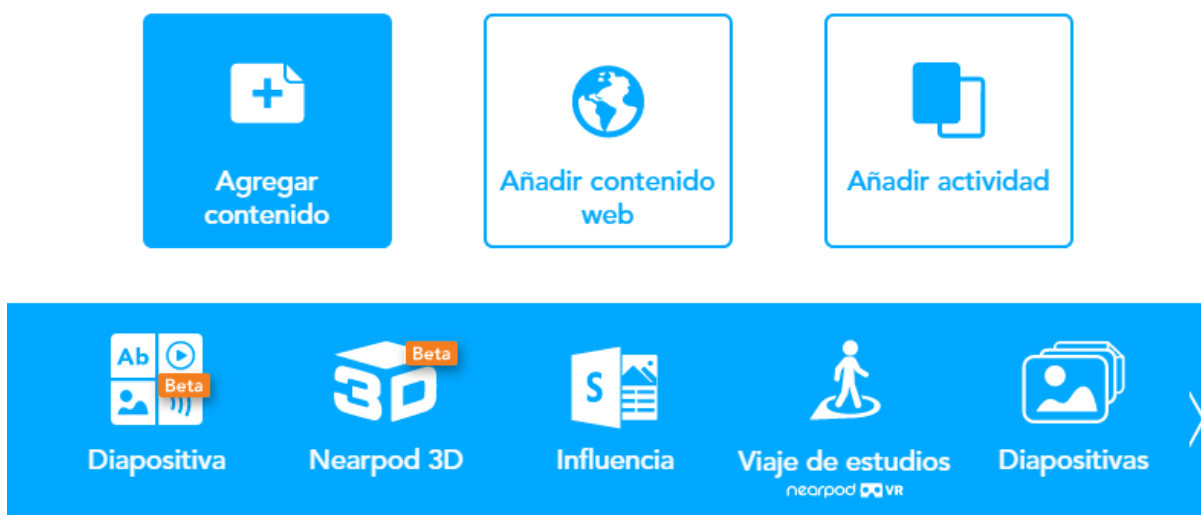 Agregar
contenido
Añadir contenido
web
Añadir actividad
Ab
Beta
Beta
3D
S
Diapositiva
Nearpod 3D
Influencia
Viaje de estudios
nearpod VR
Diapositivas